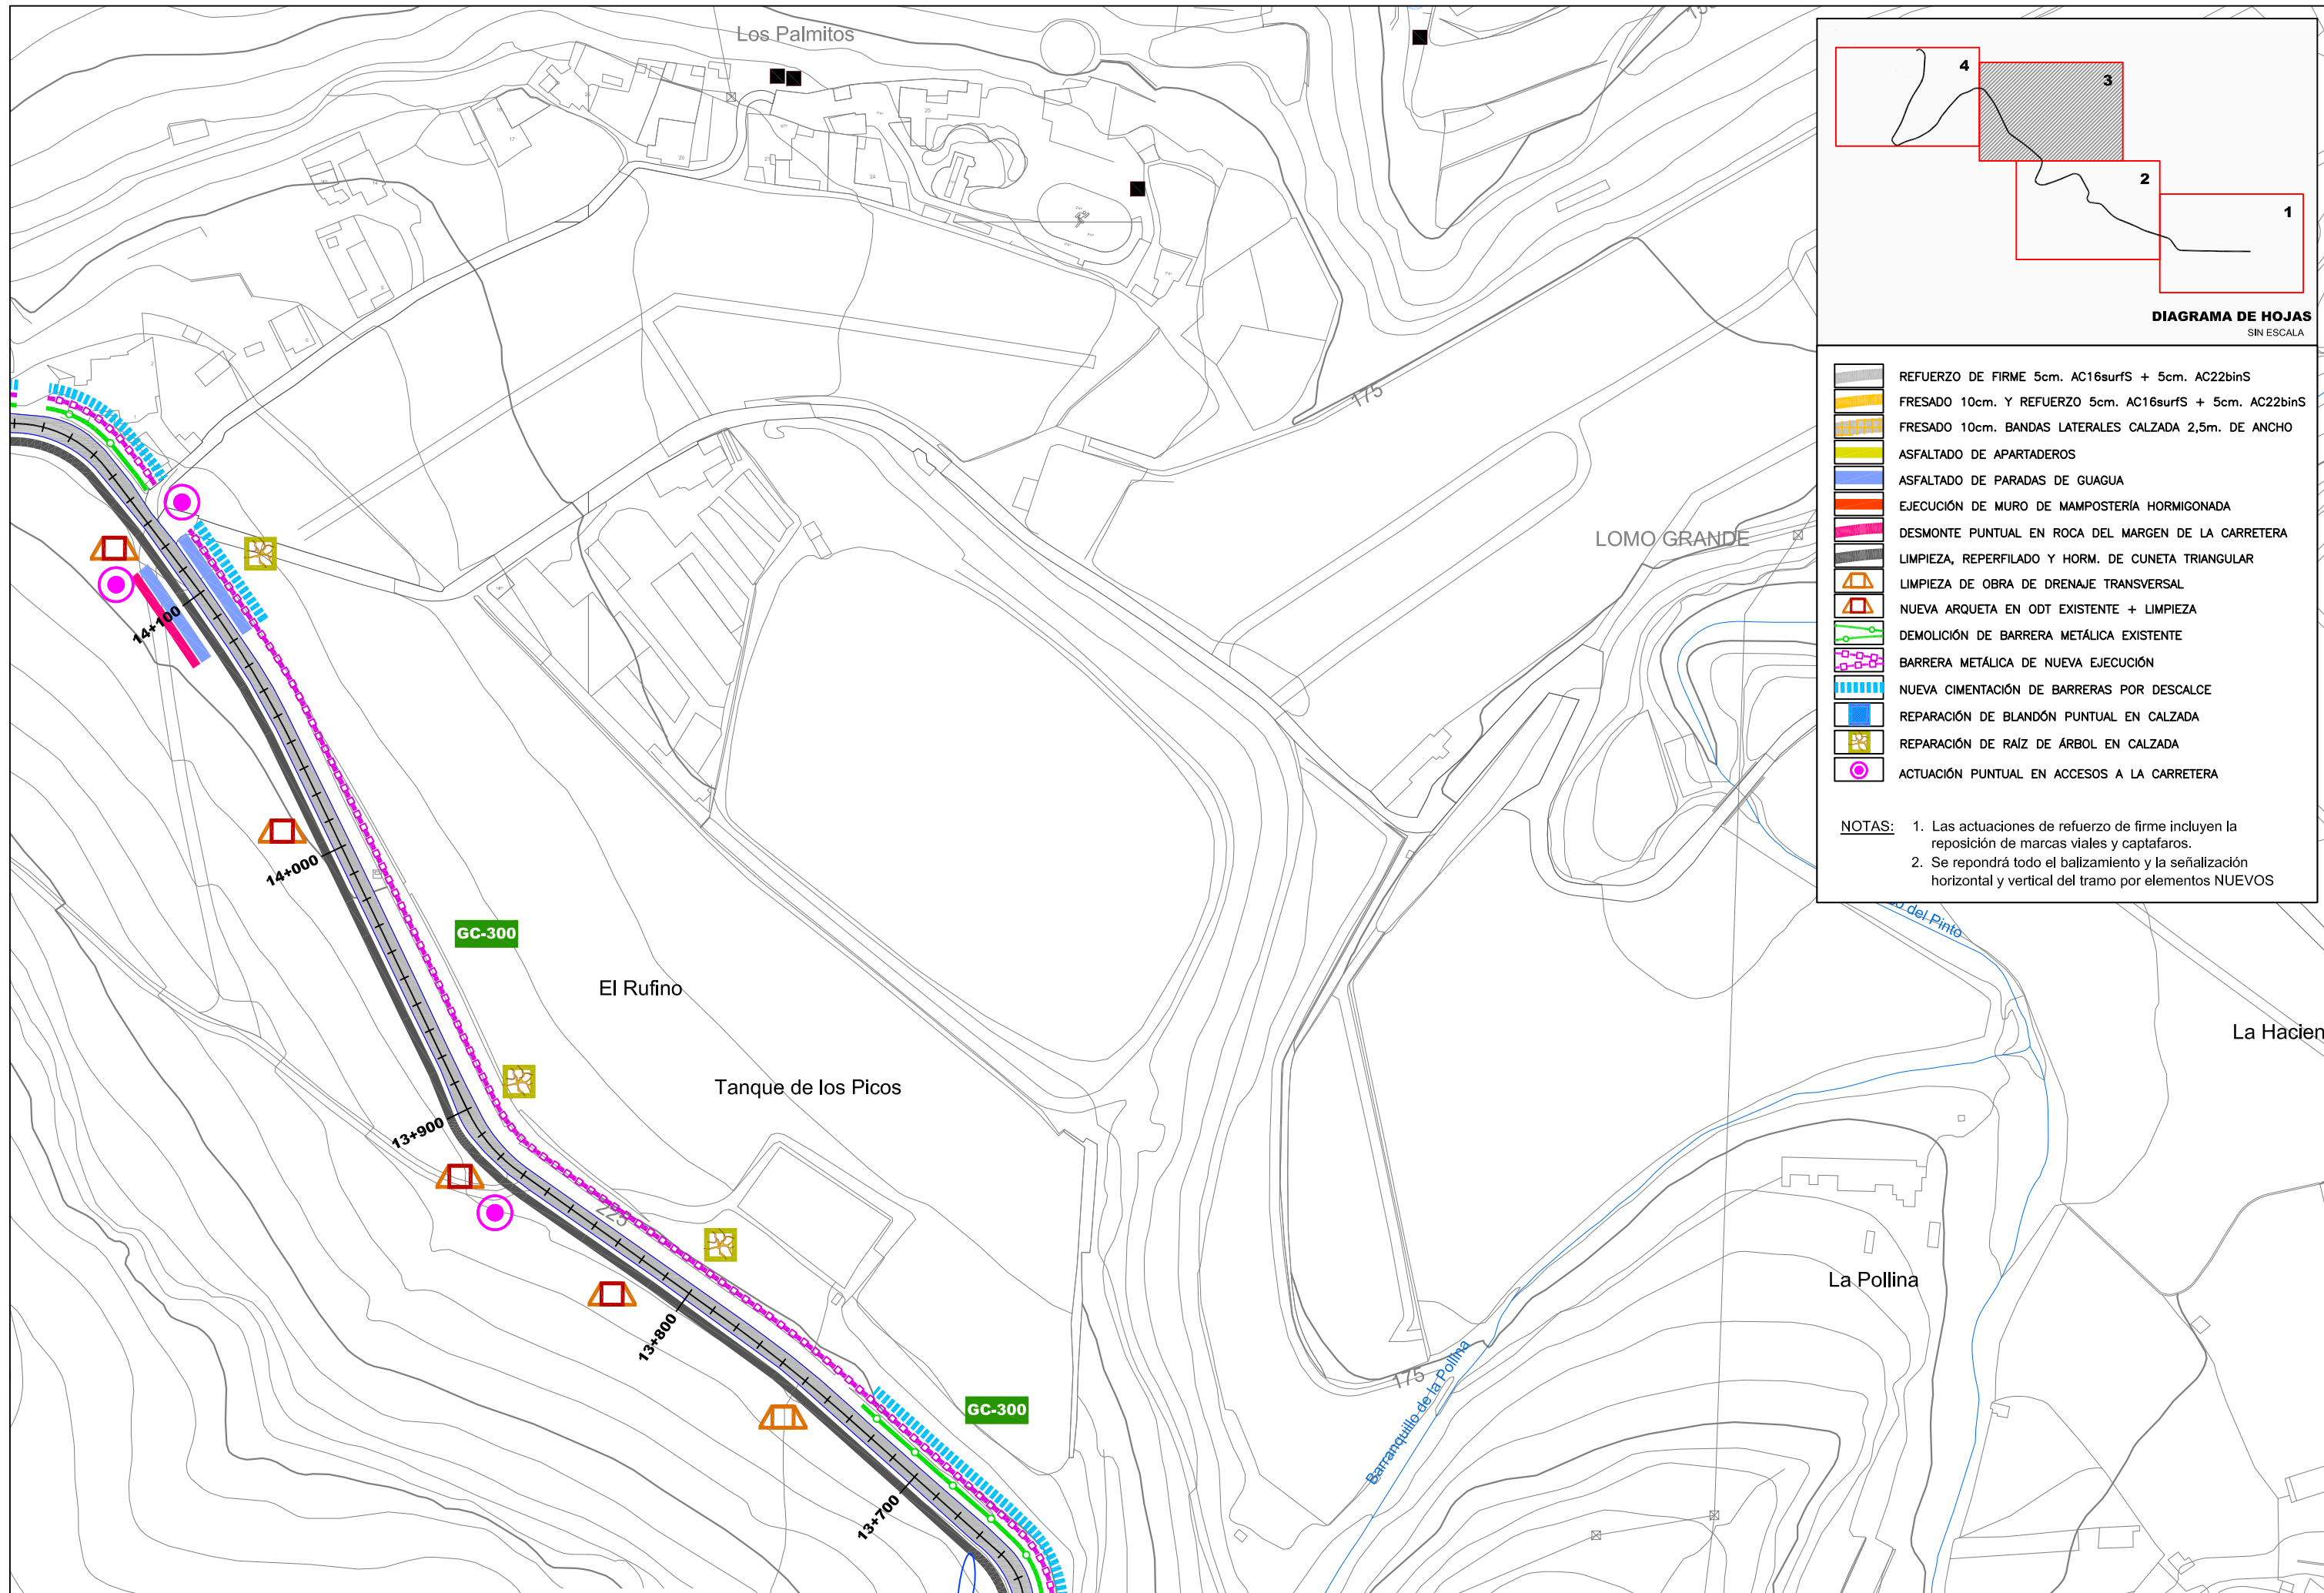 Los Palmitos
150
4
3
2
1
DIAGRAMA DE HOJAS
SIN ESCALA
REFUERZO DE FIRME 5cm. AC16surfS + 5cm. AC22binS
FRESADO 10cm. Y REFUERZO 5cm. AC16surfS + 5cm. AC22binS
FRESADO 10cm. BANDAS LATERALES CALZADA 2,5m. DE ANCHO
ASFALTADO DE APARTADEROS
ASFALTADO DE PARADAS DE GUAGUA
EJECUCIÓN DE MURO DE MAMPOSTERÍA HORMIGONADA
DESMONTE PUNTUAL EN ROCA DEL MARGEN DE LA CARRETERA
LIMPIEZA, REPERFILADO Y HORM. DE CUNETA TRIANGULAR
LIMPIEZA DE OBRA DE DRENAJE TRANSVERSAL
NUEVA ARQUETA EN ODT EXISTENTE + LIMPIEZA
DEMOLICIÓN DE BARRERA METÁLICA EXISTENTE
BARRERA METÁLICA DE NUEVA EJECUCIÓN
NUEVA CIMENTACIÓN DE BARRERAS POR DESCALCE
REPARACIÓN DE BLANDÓN PUNTUAL EN CALZADA
REPARACIÓN DE RAÍZ DE ÁRBOL EN CALZADA
ACTUACIÓN PUNTUAL EN ACCESOS A LA CARRETERA
NOTAS: 1. Las actuaciones de refuerzo de firme incluyen la
reposición de marcas viales y captafaros.
2. Se repondrá todo el balizamiento y la señalización
horizontal y vertical del tramo por elementos NUEVOS
175
LOMO GRANDE
14+100
14+000
GC-300
del Pinto
El Rufino
La Hacien
Tanque de los Picos
13+900
225
La Pollina
13+800
175
Barranquillo de la Pollina
GC-300
13+700